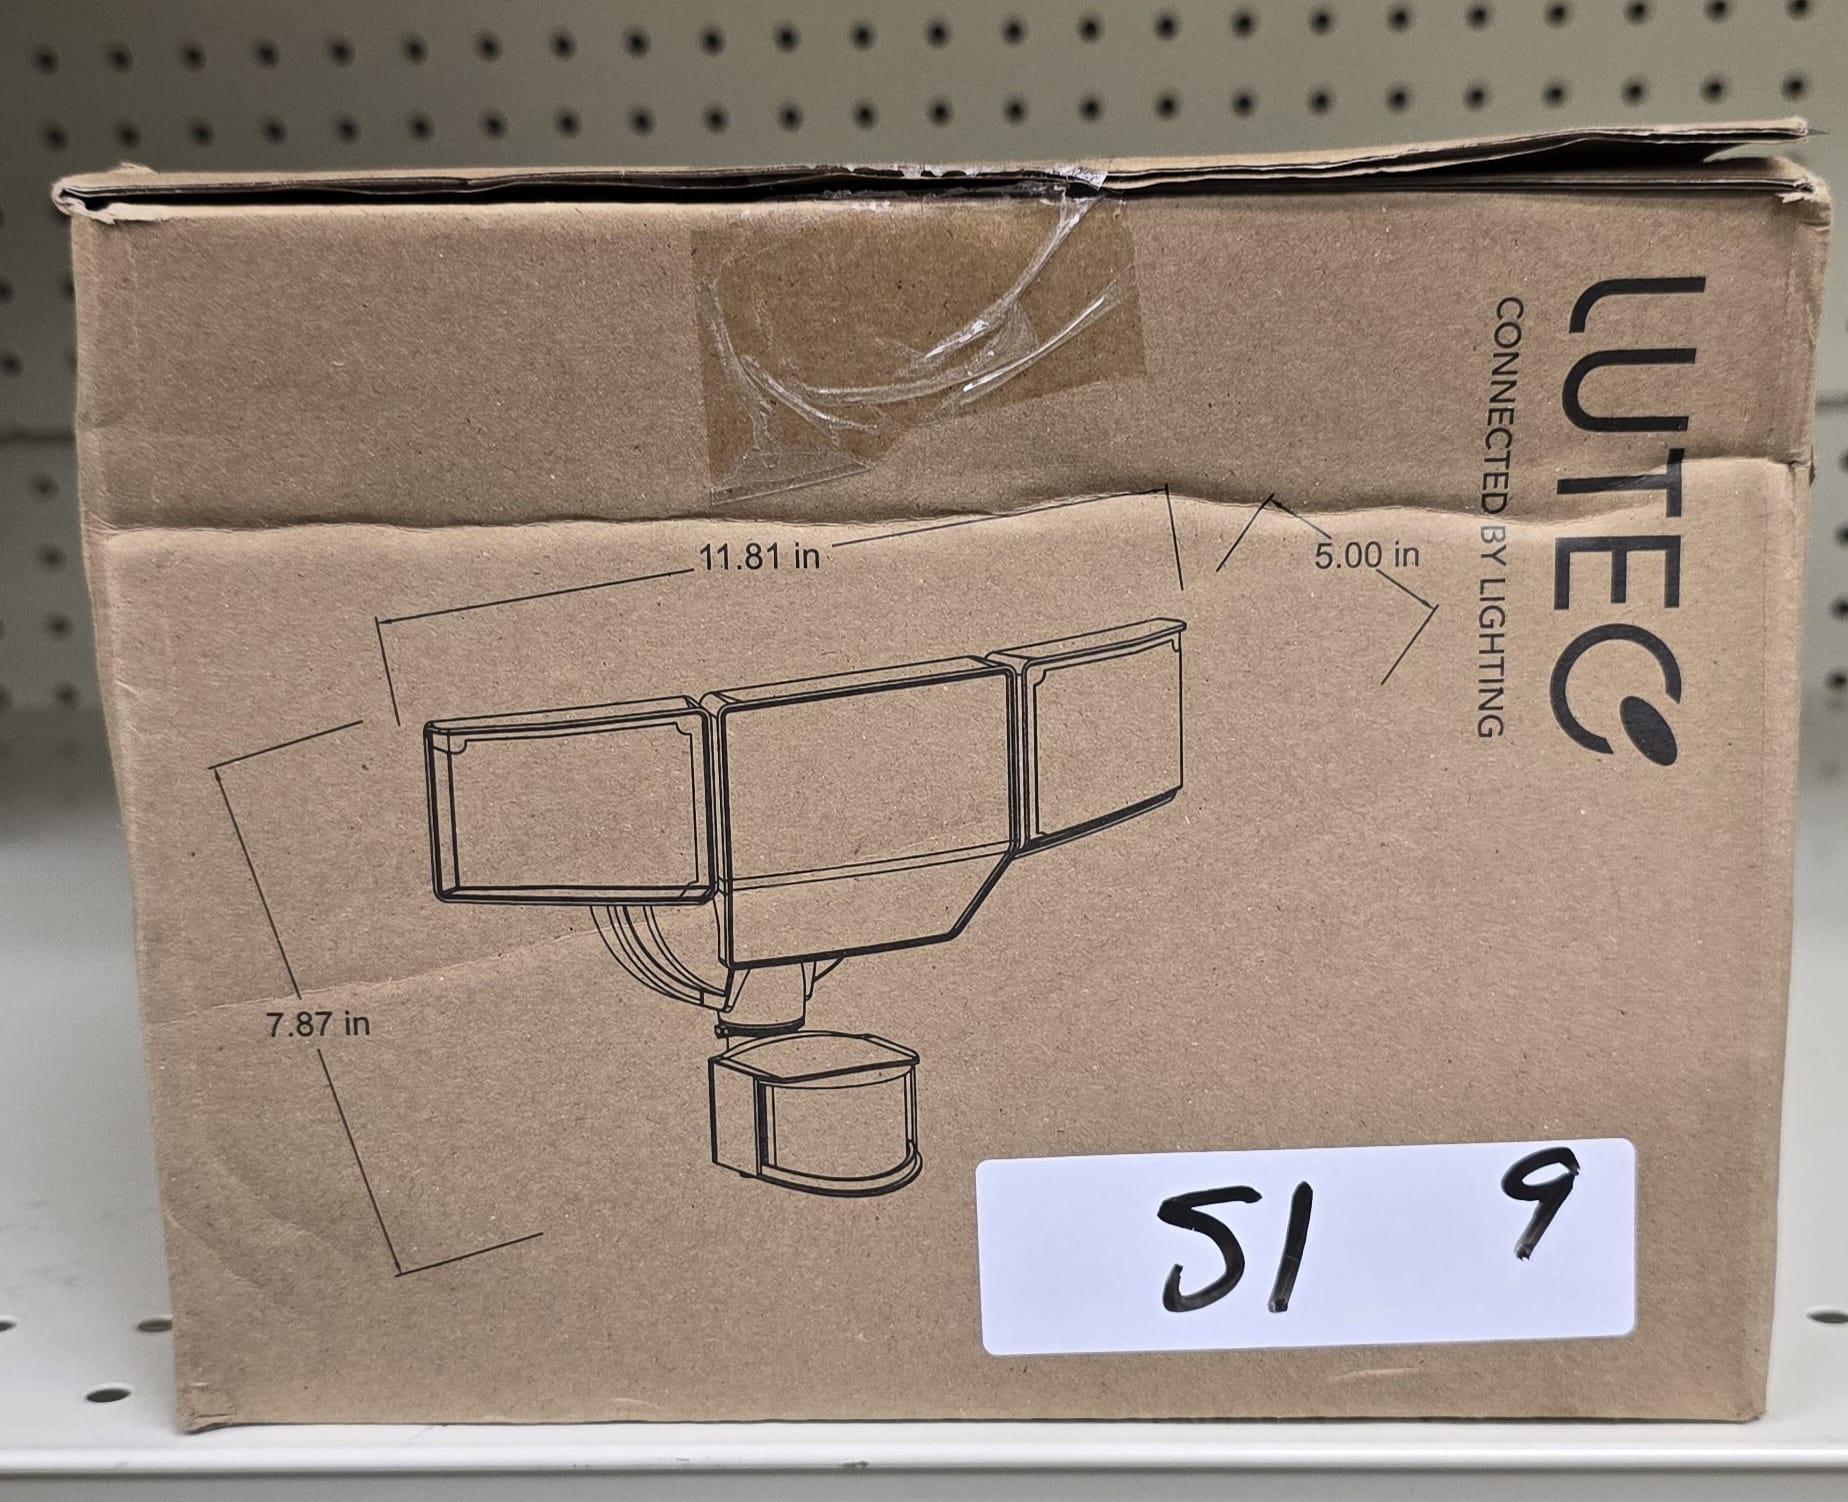 LUTEC
CONNECTED BY LIGHTING
11.81 in
5.00 in
7.87 in
51 9